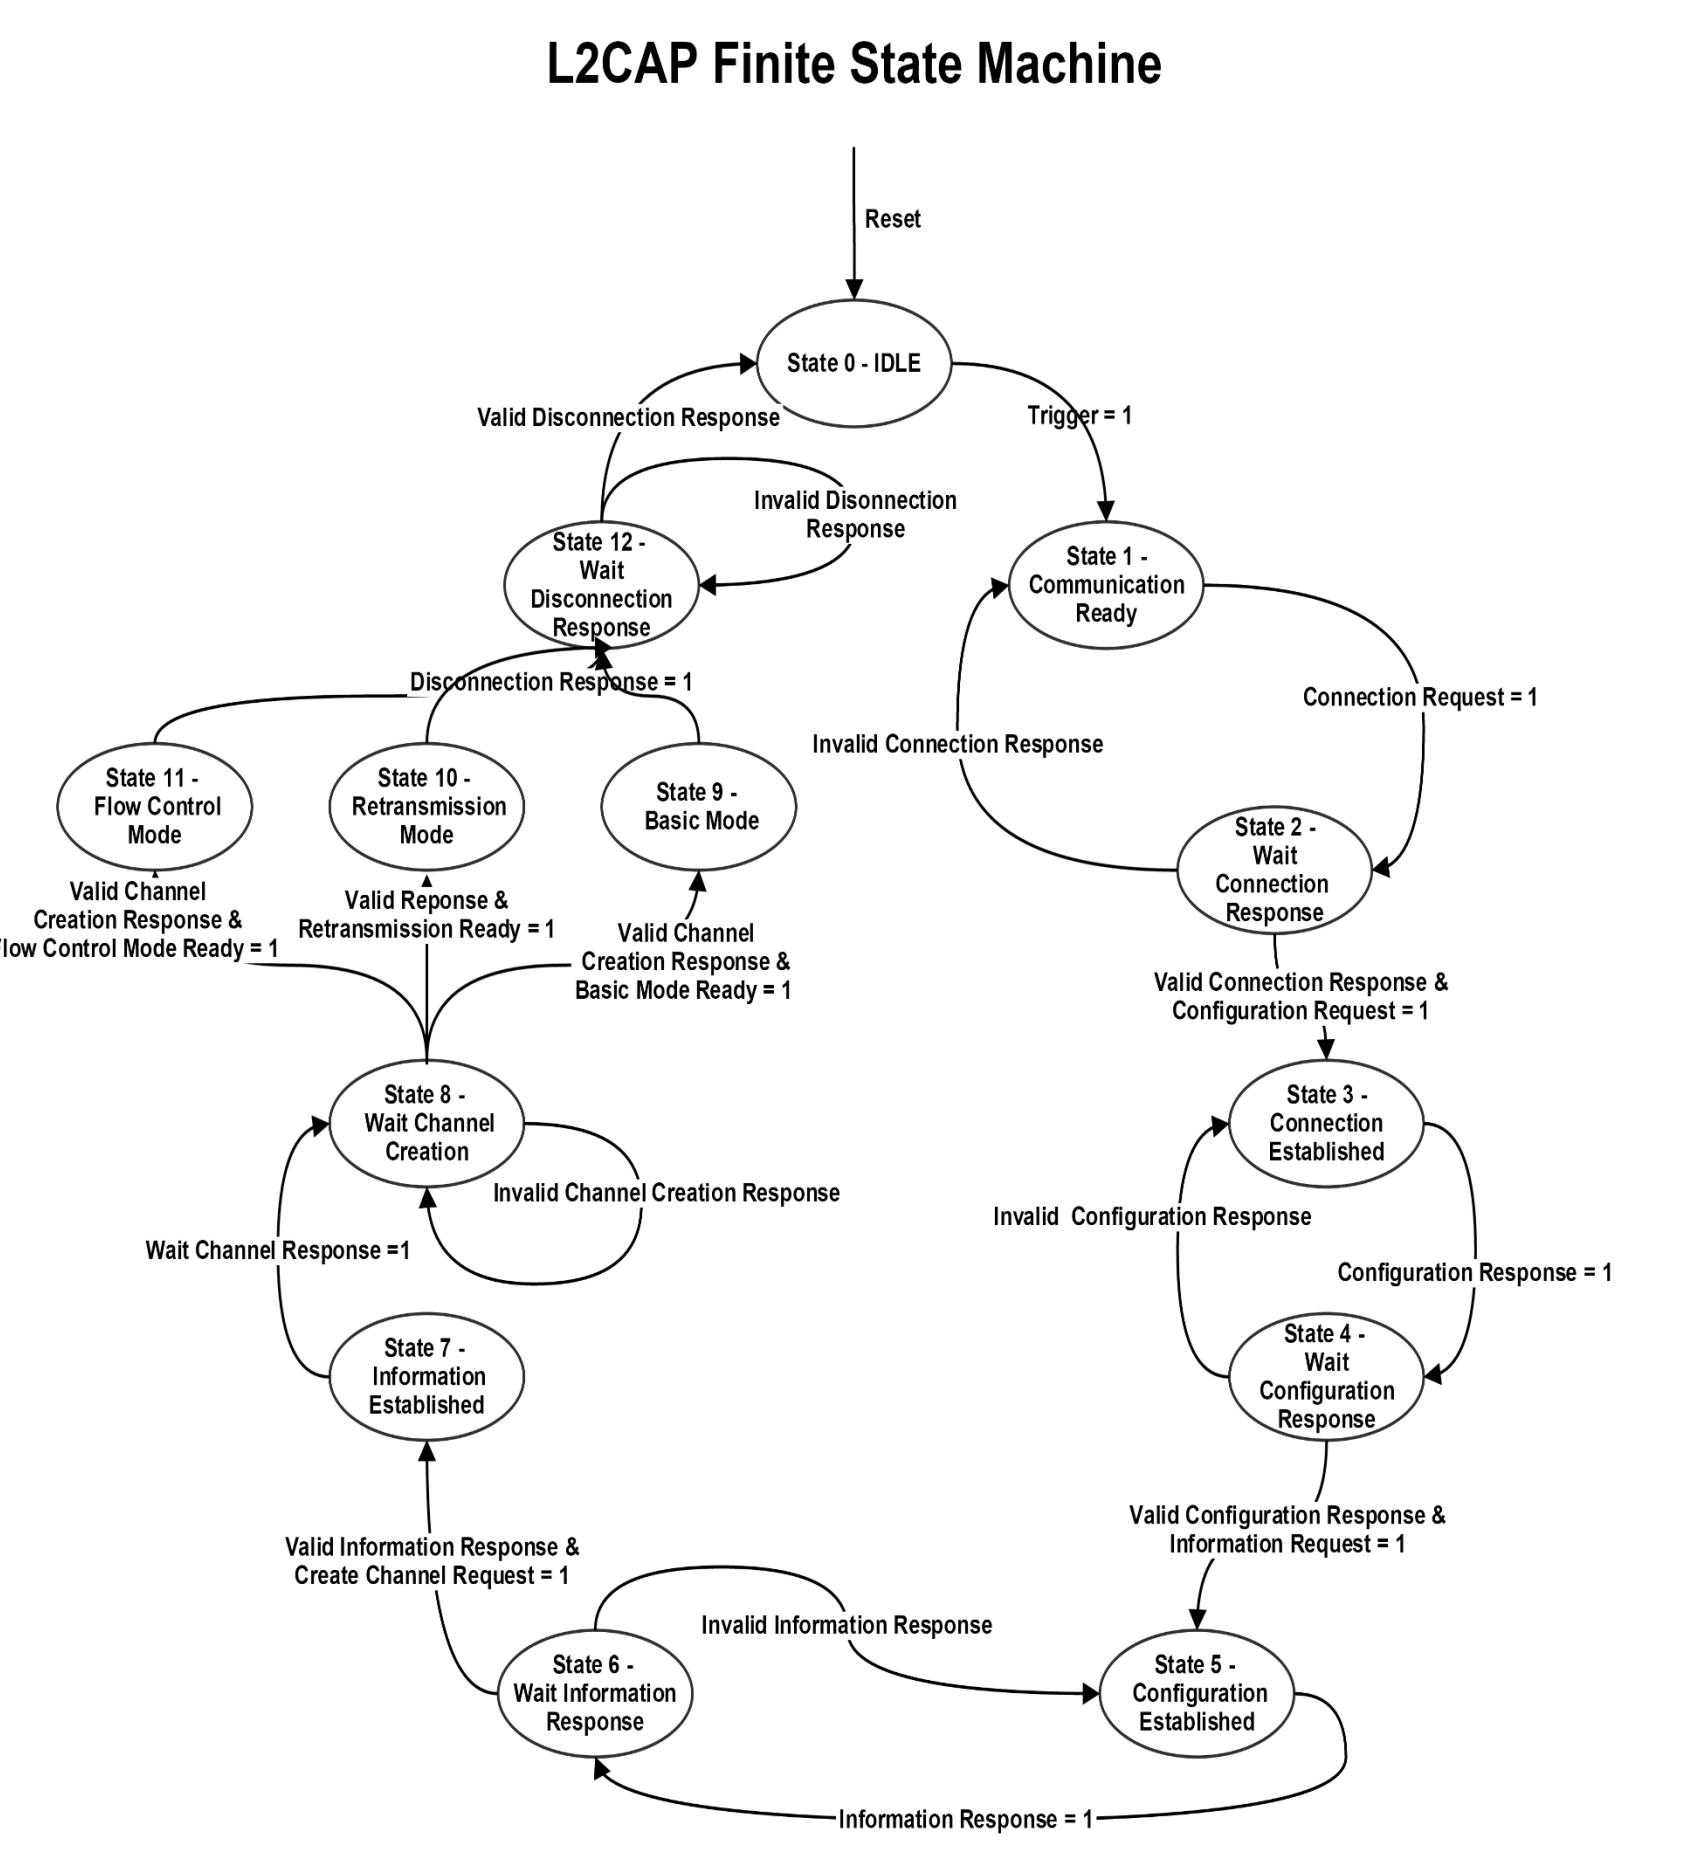 L2CAP Finite State Machine
Reset
State 0 - IDLE
Valid Disconnection Response
Trigger = 1
Invalid Disonnection
Response
State 12 -
Wait
Disconnection
Response
State 1 -
Communication
Ready
Disconnection Response = 1
Connection Request = 1
Invalid Connection Response
State 11 -
Flow Control
Mode
State 10 -
Retransmission
Mode
State 9 -
Basic Mode
State 2 -
Wait
Connection
Response
Valid Channel
Creation Response &
low Control Mode Ready = 1
Valid Reponse &
Retransmission Ready = 1
Valid Channel
Creation Response &
Basic Mode Ready = 1
Valid Connection Response &
Configuration Request = 1
State 8 -
Wait Channel
Creation
State 3 -
Connection
Established
Invalid Channel Creation Response
Invalid  Configuration Response
Wait Channel Response =1
Configuration Response = 1
State 7 -
Information
Established
State 4 -
Wait
Configuration
Response
Valid Configuration Response &
Information Request = 1
Valid Information Response &
Create Channel Request = 1
Invalid Information Response
State 6 -
Wait Information
Response
State 5 -
Configuration
Established
Information Response = 1